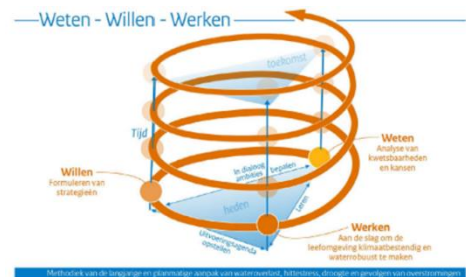 Weten - Willen - Werken
toekomst
Tijd
Weten
Analyse van
kwetsbaarheden
en kansen
Willen
Formuleren van
strategieën
In dialoog
ambities bepalen
heden
Leren
Uitvoeringsagenda
opstellen
Werken
Aan de slag om de
leefomgeving klimaatbestendig en
waterrobuust te maken
Methodiek van de langjarige en planmatige aanpak van wateroverlast, hittestress, droogte en gevolgen van overstromingen